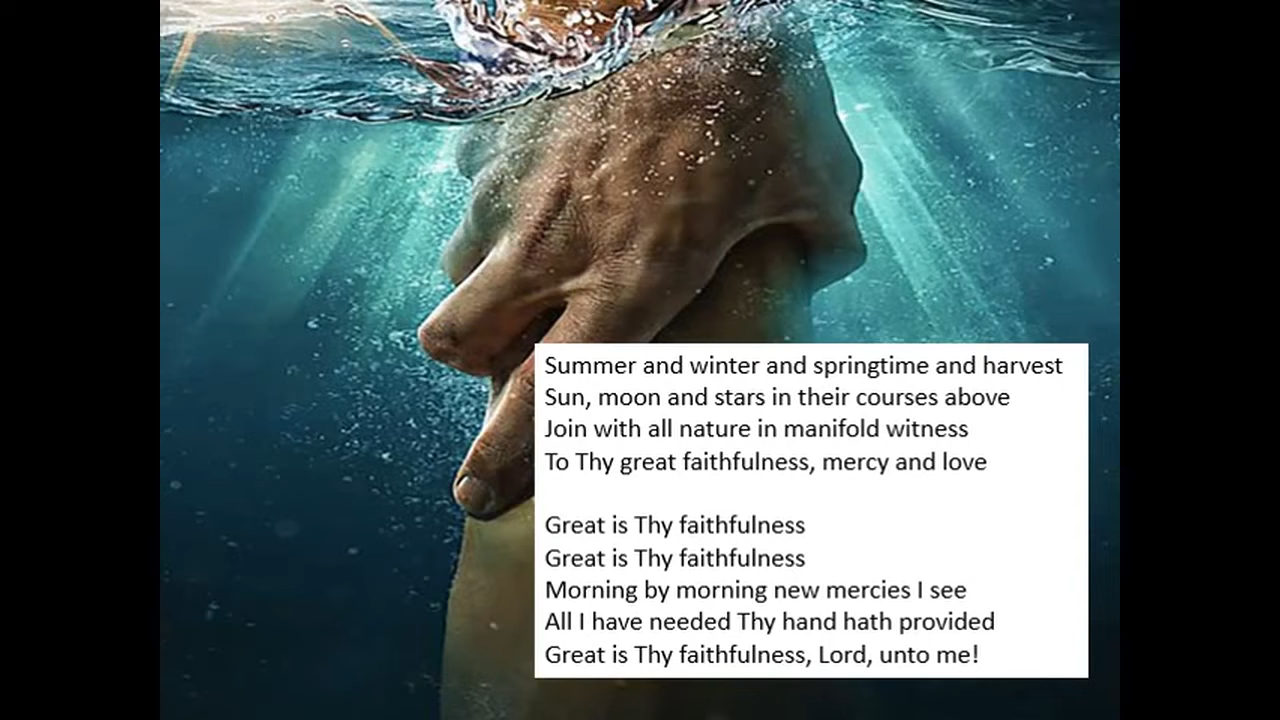 Summer and winter and springtime and harvest
Sun, moon and stars in their courses above
Join with all nature in manifold witness
To Thy great faithfulness, mercy and love
Great is Thy faithfulness
Great is Thy faithfulness
Morning by morning new mercies I see
All I have needed Thy hand hath provided
Great is Thy faithfulness, Lord, unto me!